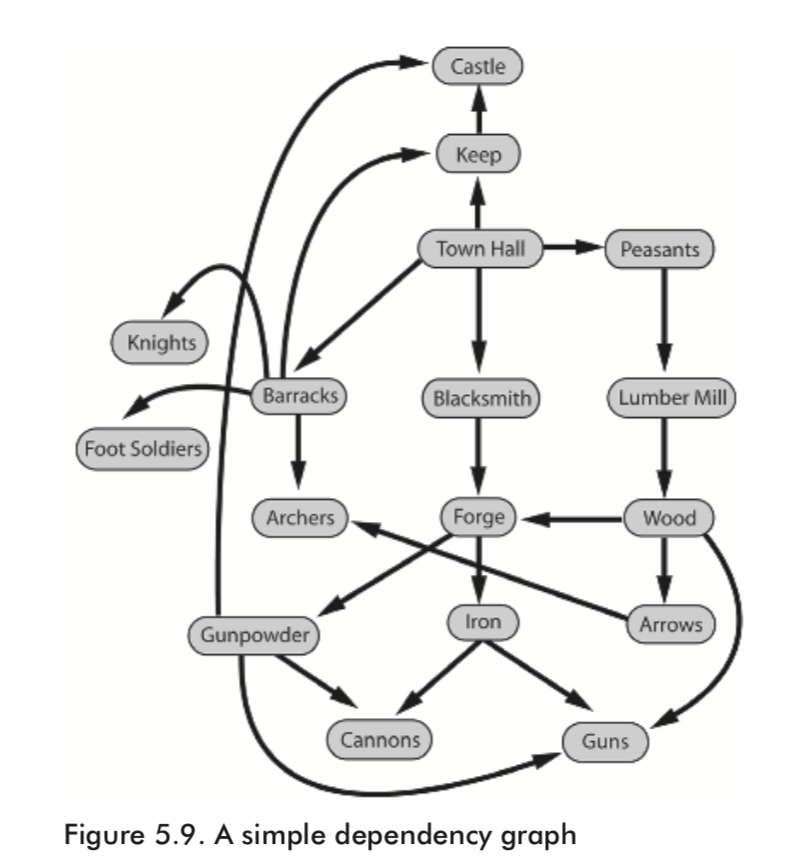 Castle
Keep
Town Hall
Peasants
Knights
Barracks
Blacksmith
Lumber Mill
Foot Soldiers
Archers
Forge
Wood
Gunpowder
Iron
Arrows
Cannons
Guns
Figure 5.9. A simple dependency graph